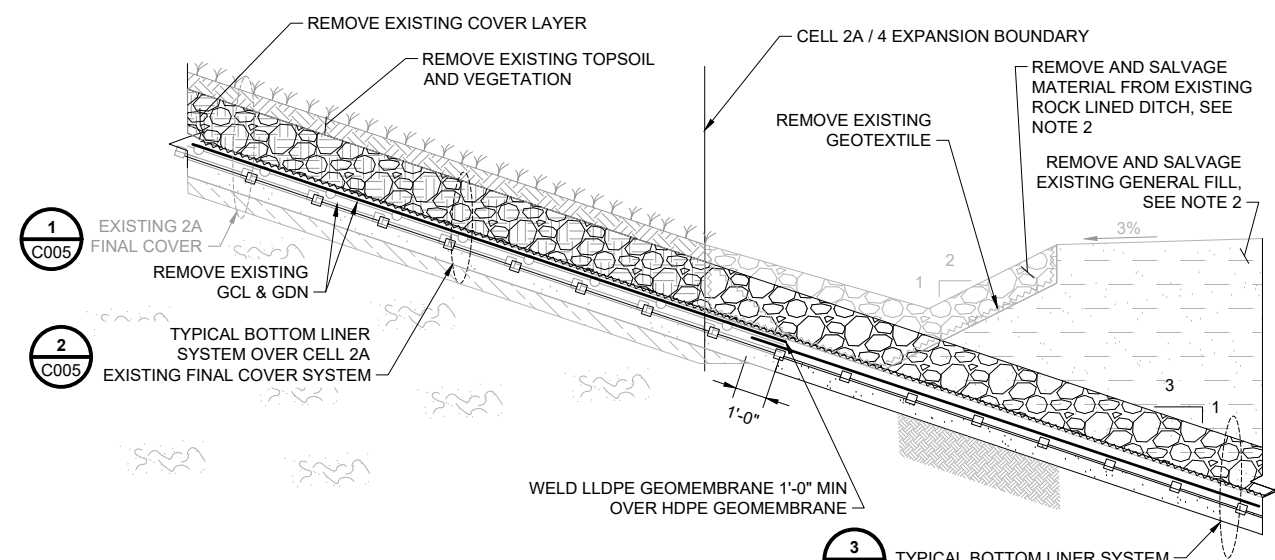 REMOVE EXISTING COVER LAYER
REMOVE EXISTING TOPSOIL
AND VEGETATION
CELL 2A / 4 EXPANSION BOUNDARY
REMOVE AND SALVAGE
MATERIAL FROM EXISTING
ROCK LINED DITCH, SEE
NOTE 2
REMOVE EXISTING
GEOTEXTILE
REMOVE AND SALVAGE
EXISTING GENERAL FILL,
SEE NOTE 2
3%
2
1
1
C005
EXISTING 2A
FINAL COVER
REMOVE EXISTING
GCL & GDN
2
C005
TYPICAL BOTTOM LINER
SYSTEM OVER CELL 2A
EXISTING FINAL COVER SYSTEM
1'-0"
3
1
WELD LLDPE GEOMEMBRANE 1'-0" MIN
OVER HDPE GEOMEMBRANE
3
TYPICAL BOTTOM LINER SYSTEM